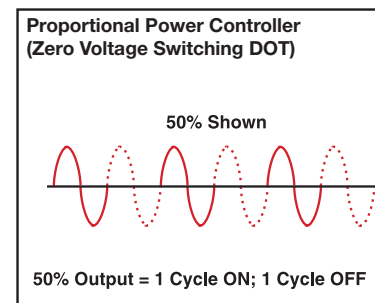 Proportional Power Controller
(Zero Voltage Switching DOT)
50% Shown
50% Output = 1 Cycle ON; 1 Cycle OFF